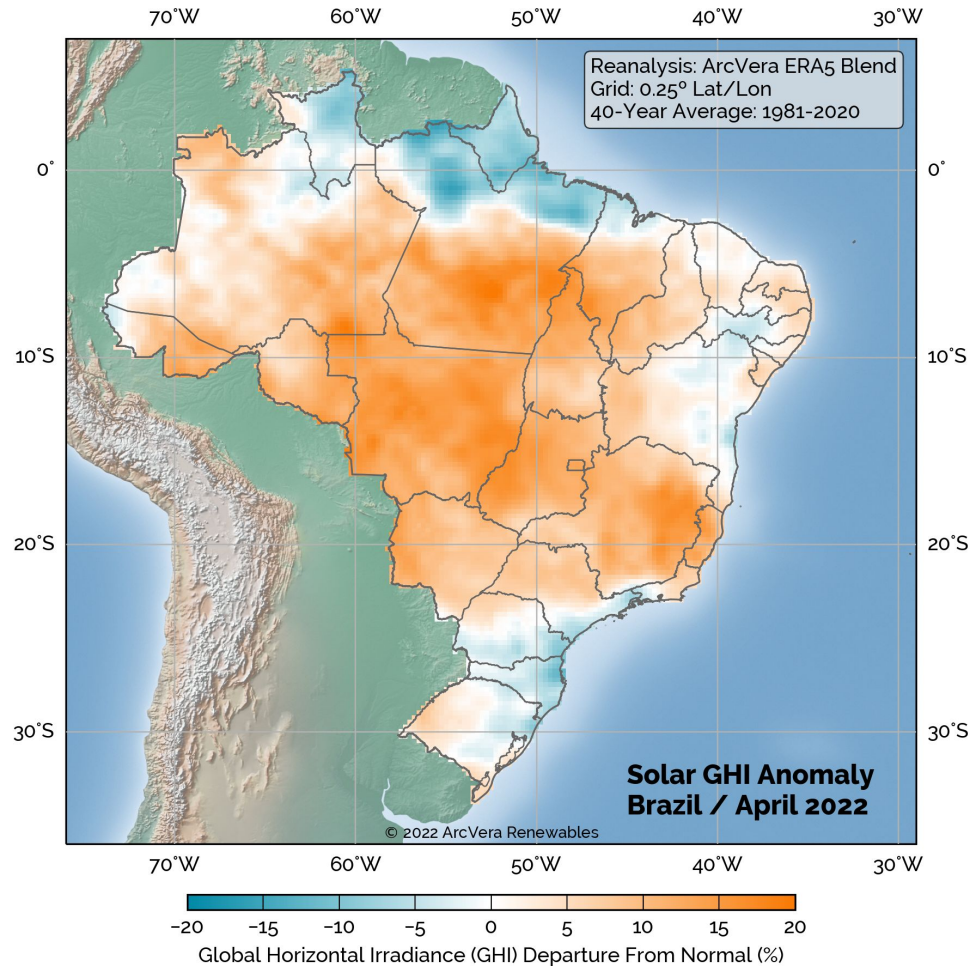 70°W 60°W 50°W 40°W 30°W
Reanalysis: ArcVera ERA5 Blend
Grid: 0.25º Lat/Lon
40-Year Average: 1981-2020
0° 0°
10°S 10°S
20°S 20°S
30°S 30°S
Solar GHI Anomaly
Brazil / April 2022
© 2022 ArcVera Renewables
70°W 60°W 50°W 40°W 30°W
−20 −15 −10 −5 0 5 10 15 20
Global Horizontal Irradiance (GHI) Departure From Normal (%)